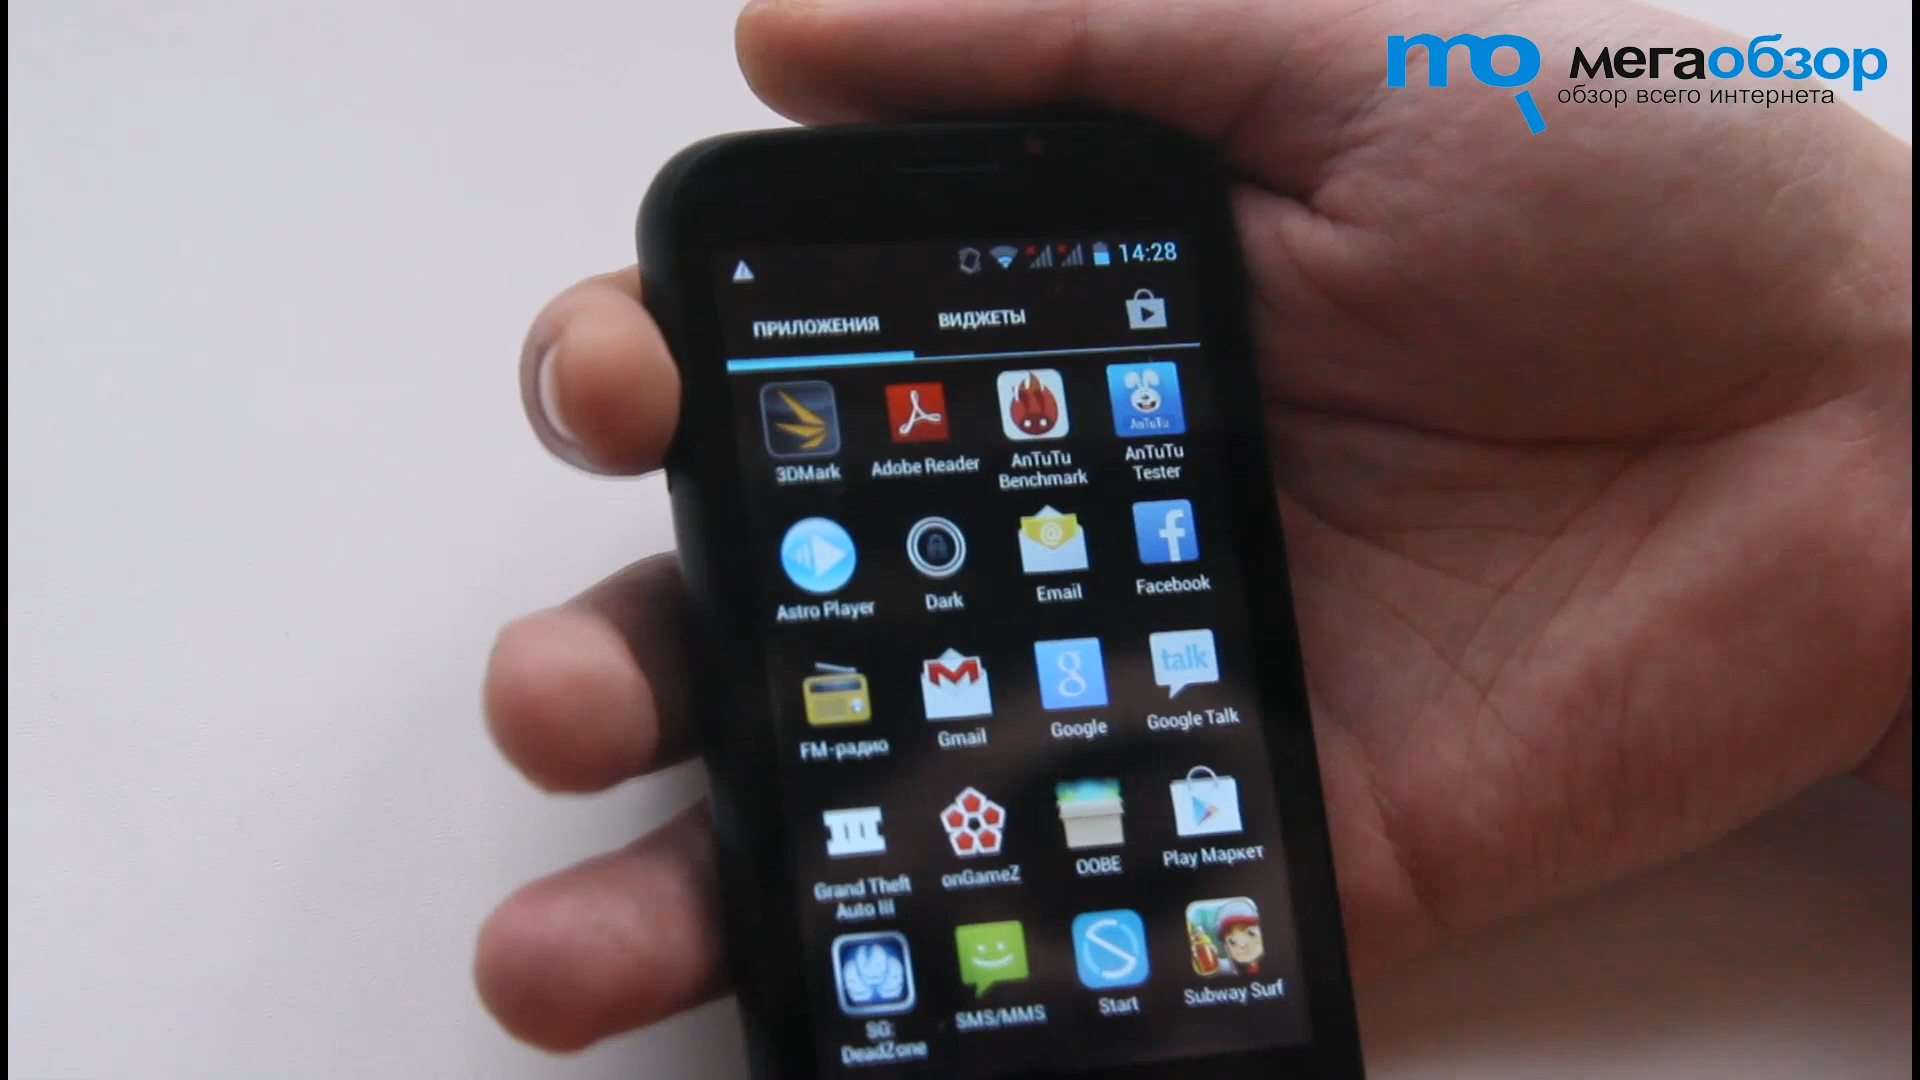 мегаобзор
обзор всего интернета
14:28
ПРИЛОЖЕНИЯ ВИДЖЕТЫ
3DMark
Adobe Reader
AnTuTu
Benchmark
AnTuTu
AnTuTu
Tester
Astro Player
Dark
@
Email
f
Facebook
FM-радио
Gmail
g
Google
talk
Google Talk
Grand Theft
Auto III
onGameZ
OOBE
Play Маркет
SG:
DeadZone
SMS/MMS
Start
Subway Surf